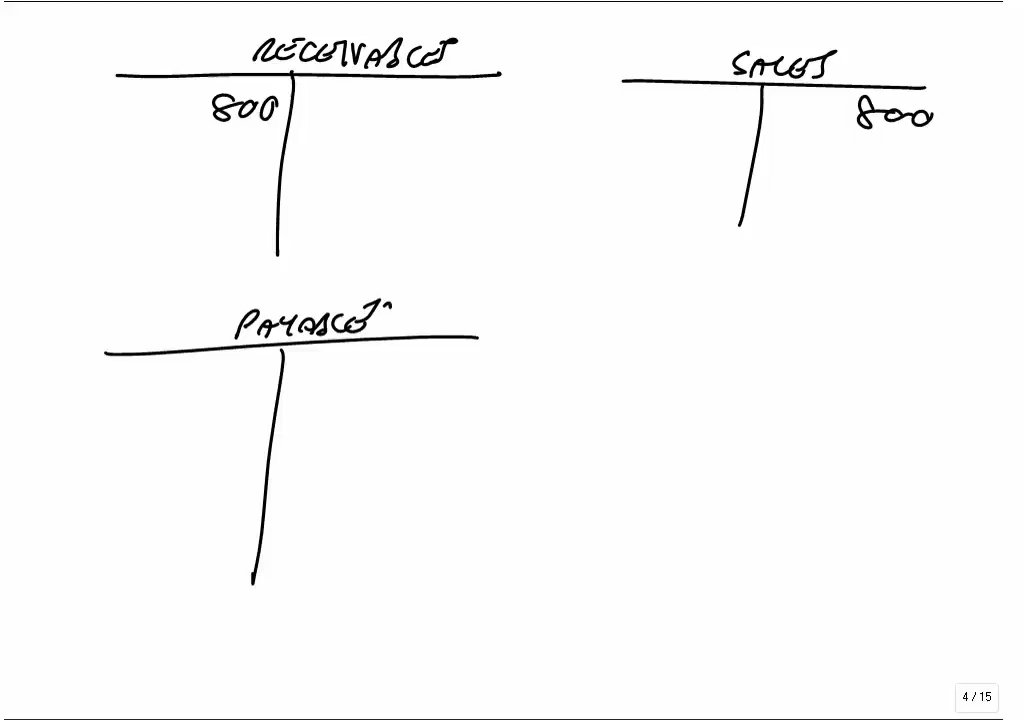 RECEIVABLES
SALES
800
800
PAYABLES
4 / 15